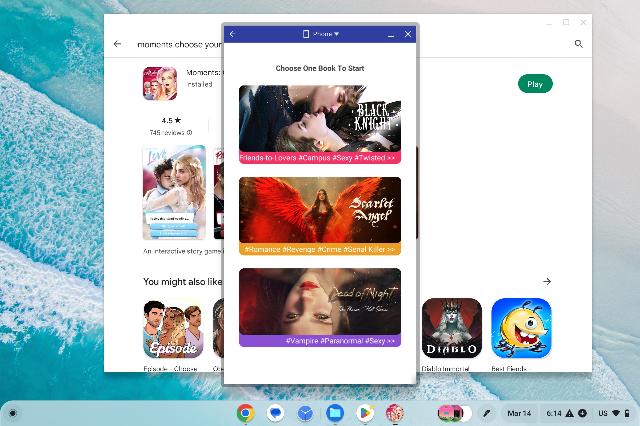 moments choose your
Phone ▾
Choose One Book To Start
Moments:
Installed
Play
4.5 ★
745 reviews
BLACK KNIGHT
Friends-to-Lovers #Campus #Sexy #Twisted >>
Scarlet
Angel
#Romance #Revenge #Crime #Serial Killer >>
Dead of Night
#Vampire #Paranormal #Sexy >>
An interactive story game
You might also like
Episode
DIABLO
Episode - Choose
Diablo Immortal
Best Fiends -
Mar 14
6:14
US